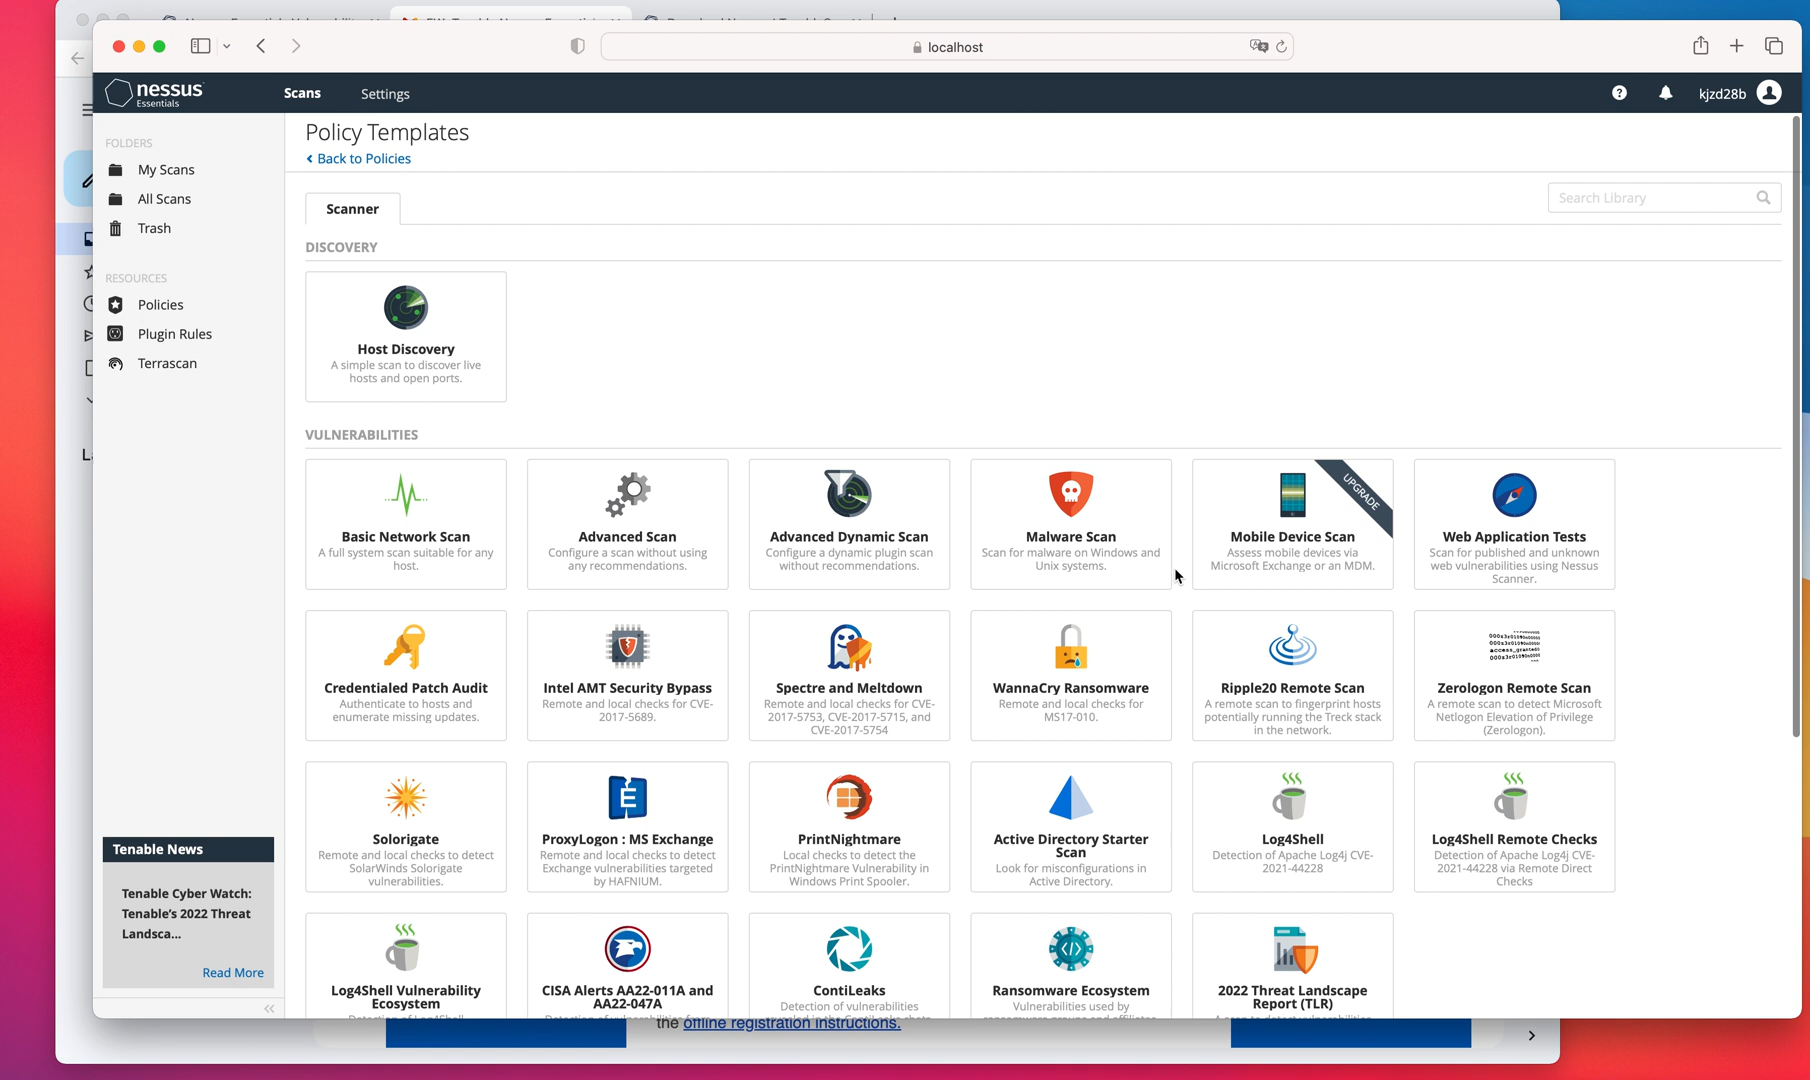 localhost
nessus
Essentials
Scans
Settings
kjzd28b
FOLDERS
My Scans
All Scans
Trash
RESOURCES
Policies
Plugin Rules
Terrascan
Tenable News
Tenable Cyber Watch:
Tenable's 2022 Threat
Landsca...
Read More
Policy Templates
Back to Policies
Scanner
Search Library
DISCOVERY
Host Discovery
A simple scan to discover live
hosts and open ports.
VULNERABILITIES
Basic Network Scan
A full system scan suitable for any
host.
Advanced Scan
Configure a scan without using
any recommendations.
Advanced Dynamic Scan
Configure a dynamic plugin scan
without recommendations.
Malware Scan
Scan for malware on Windows and
Unix systems.
UPGRADE
Mobile Device Scan
Assess mobile devices via
Microsoft Exchange or an MDM.
Web Application Tests
Scan for published and unknown
web vulnerabilities using Nessus
Scanner.
Credentialed Patch Audit
Authenticate to hosts and
enumerate missing updates.
Intel AMT Security Bypass
Remote and local checks for CVE-
2017-5689.
Spectre and Meltdown
Remote and local checks for CVE-
2017-5753, CVE-2017-5715, and
CVE-2017-5754
WannaCry Ransomware
Remote and local checks for
MS17-010.
Ripple20 Remote Scan
A remote scan to fingerprint hosts
potentially running the Treck stack
in the network.
Zerologon Remote Scan
A remote scan to detect Microsoft
Netlogon Elevation of Privilege
(Zerologon).
Solorigate
Remote and local checks to detect
SolarWinds Solorigate
vulnerabilities.
ProxyLogon : MS Exchange
Remote and local checks to detect
Exchange vulnerabilities targeted
by HAFNIUM.
PrintNightmare
Local checks to detect the
PrintNightmare Vulnerability in
Windows Print Spooler.
Active Directory Starter
Scan
Look for misconfigurations in
Active Directory.
Log4Shell
Detection of Apache Log4j CVE-
2021-44228
Log4Shell Remote Checks
Detection of Apache Log4j CVE-
2021-44228 via Remote Direct
Checks
Log4Shell Vulnerability
Ecosystem
CISA Alerts AA22-011A and
AA22-047A
ContiLeaks
Detection of vulnerabilities
Ransomware Ecosystem
Vulnerabilities used by
2022 Threat Landscape
Report (TLR)
the offline registration instructions.